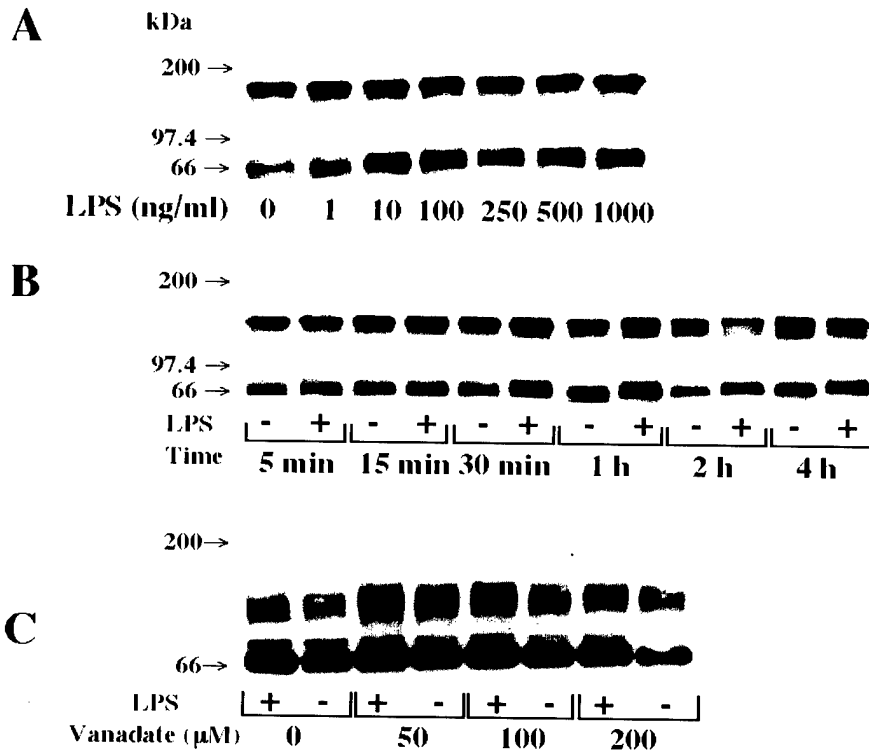 A
kDa
200 →
97.4 →
66 →
LPS (ng/ml) 0 1 10 100 250 500 1000
B
200 →
97.4 →
66 →
LPS - + - + - + - + - + - +
Time 5 min 15 min 30 min 1 h 2 h 4 h
C
200→
66→
LPS + - + - + - + -
Vanadate (µM) 0 50 100 200